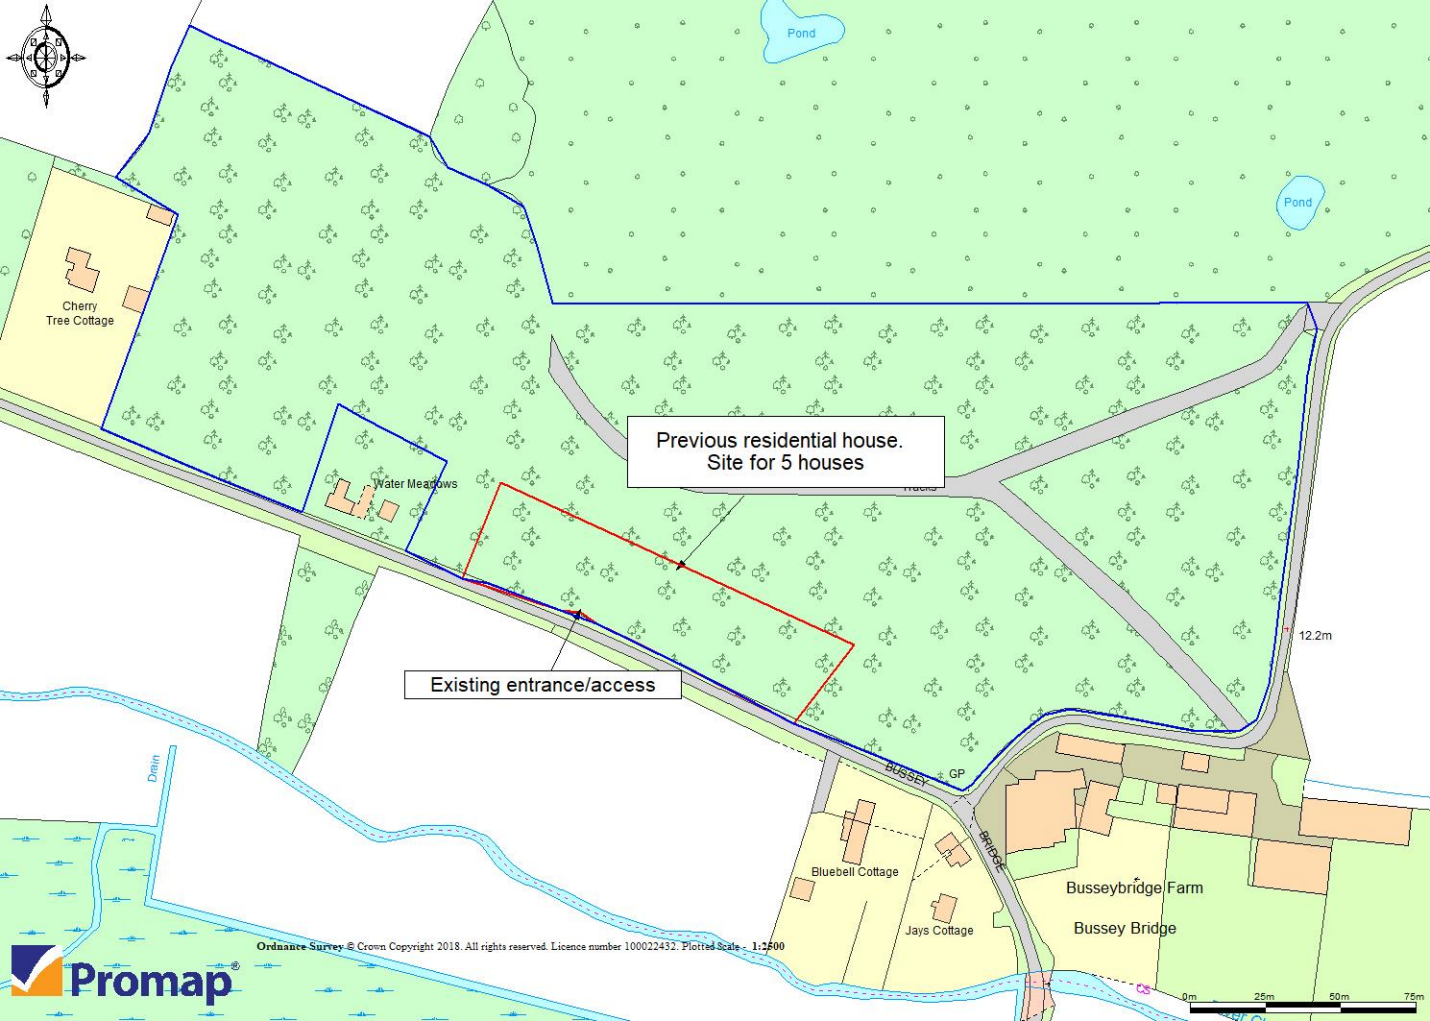 Pond
Pond
Cherry
Tree Cottage
Previous residential house.
Site for 5 houses
Water Meadows
Tracks
Existing entrance/access
12.2m
Drain
BUSSEY
GP
BRIDGE
Bluebell Cottage
Jays Cottage
Busseybridge Farm
Bussey Bridge
Ordnance Survey © Crown Copyright 2018. All rights reserved. Licence number 100022432. Plotted Scale - 1:2500
Promap®
CS
0m 25m 50m 75m